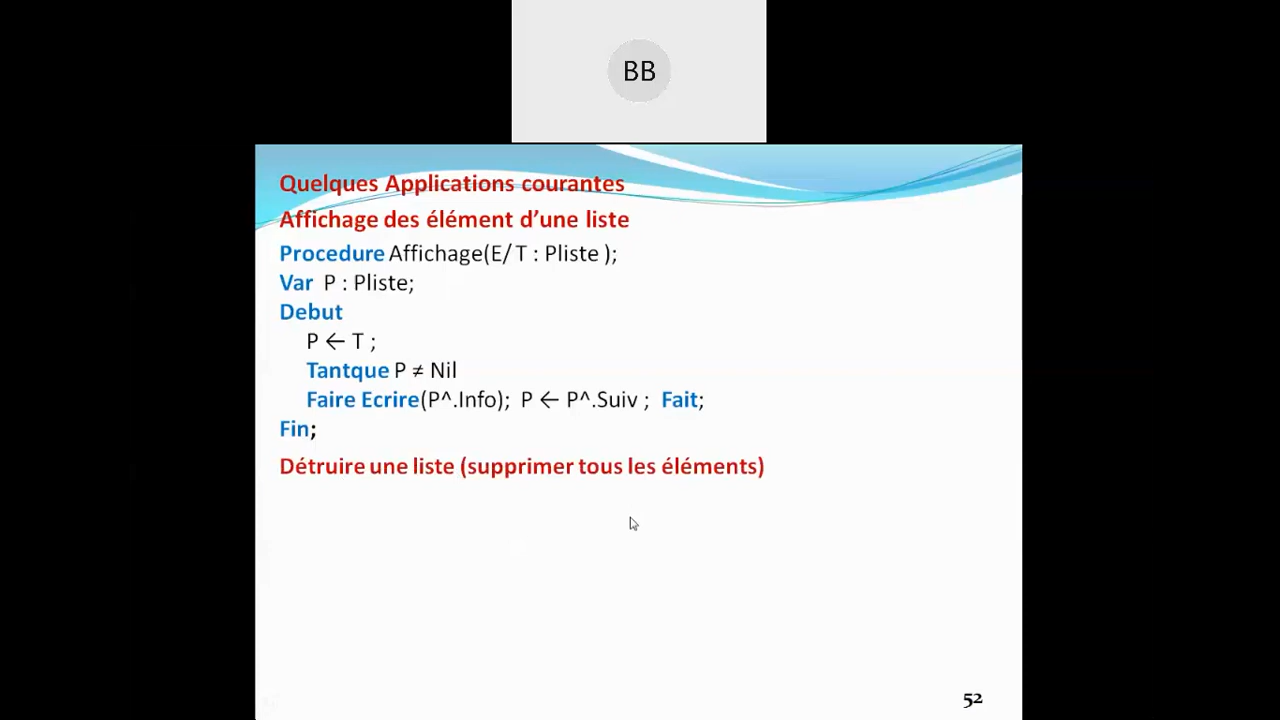 BB
Quelques Applications courantes
Affichage des élément d’une liste
Procedure Affichage(E/ T : Pliste );
Var P : Pliste;
Debut
P ← T ;
Tantque P ≠ Nil
Faire Ecrire(P^.Info); P ← P^.Suiv ; Fait;
Fin;
Détruire une liste (supprimer tous les éléments)
52